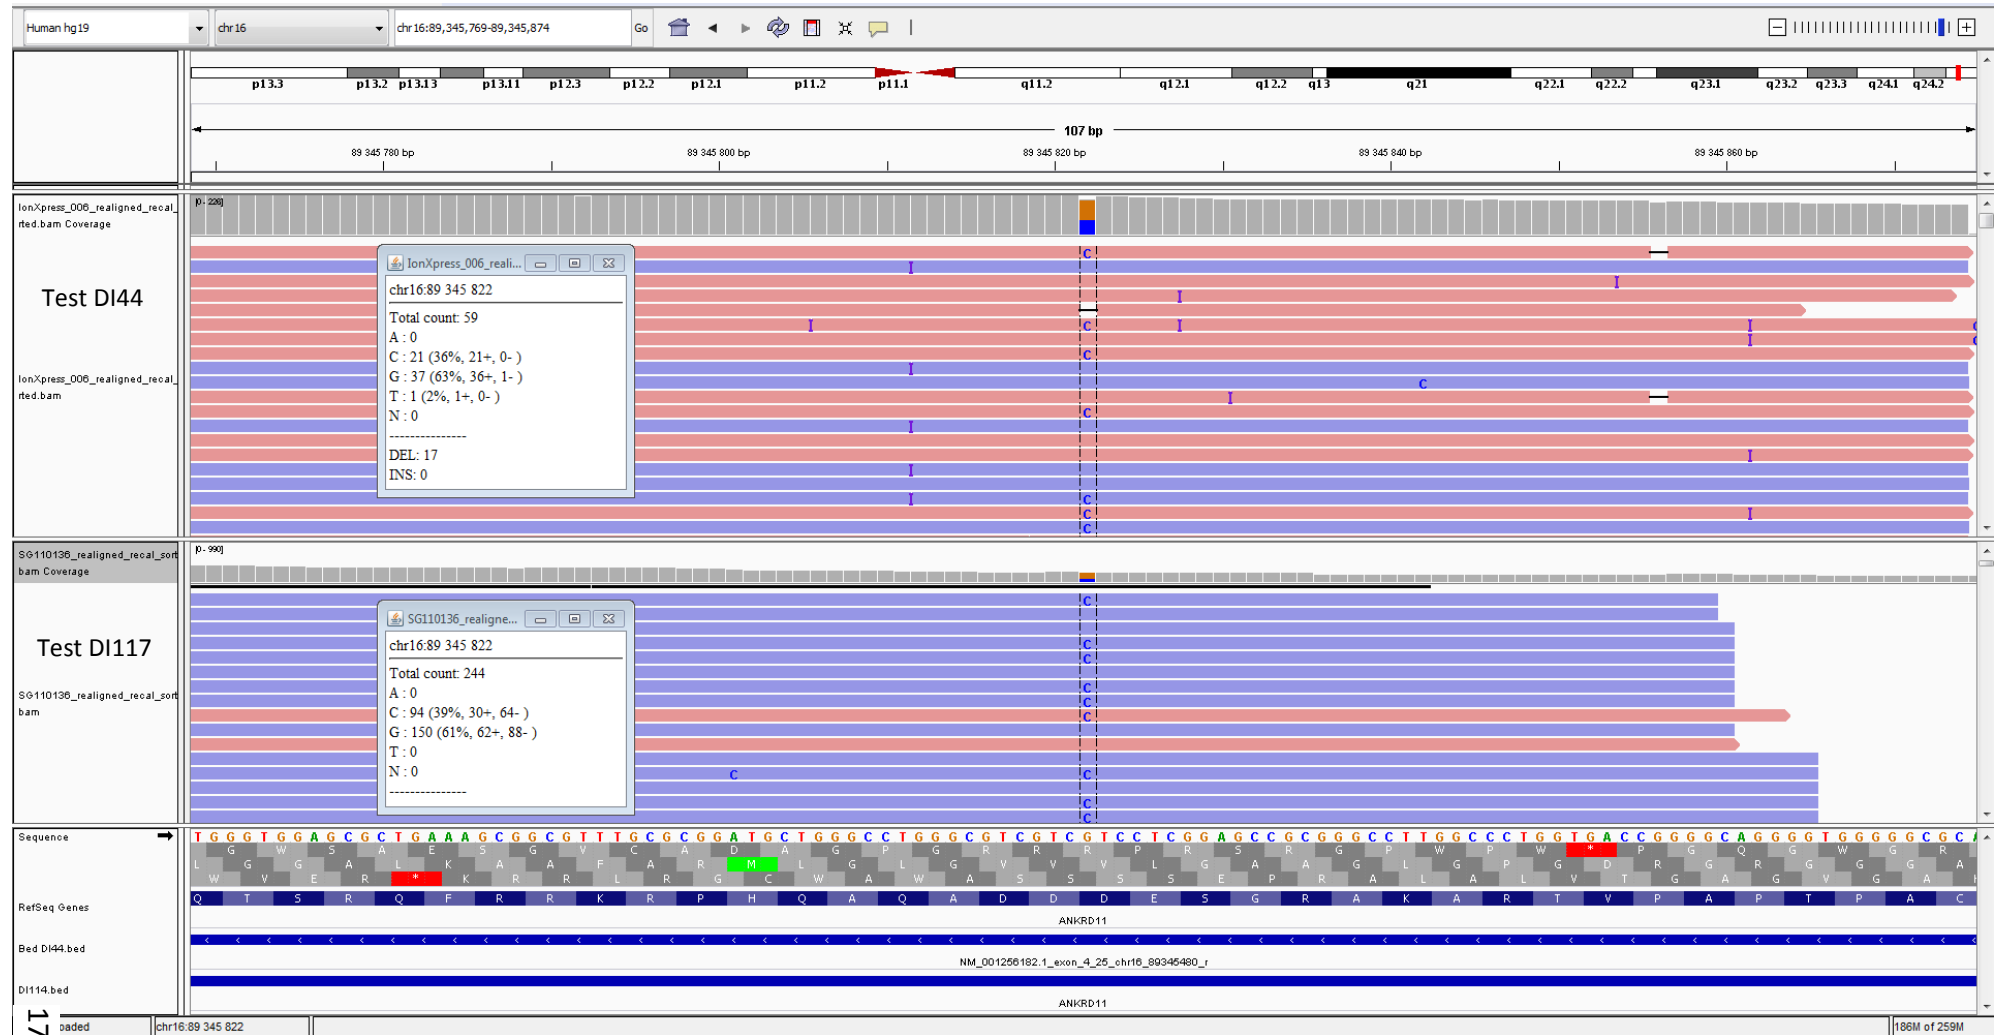 Human hg19 chr16 chr16:89,345,769-89,345,874 Go
p13.3 p13.2 p13.13 p13.11 p12.3 p12.2 p12.1 p11.2 p11.1 q11.2 q12.1 q12.2 q13 q21 q22.1 q22.2 q23.1 q23.2 q23.3 q24.1 q24.2
107 bp
89 345 780 bp 89 345 800 bp 89 345 820 bp 89 345 840 bp 89 345 860 bp
IonXpress_006_realigned_recal_
rted.bam Coverage
[0 - 226]
Test DI44
IonXpress_006_realigned_recal_
rted.bam
IonXpress_006_reali...
chr16:89 345 822
Total count: 59
A : 0
C : 21 (36%, 21+, 0- )
G : 37 (63%, 36+, 1- )
T : 1 (2%, 1+, 0- )
N : 0
---------------
DEL: 17
INS: 0
SG110136_realigned_recal_sort
bam Coverage
[0 - 990]
Test DI117
SG110136_realigned_recal_sort
bam
SG110136_realigne...
chr16:89 345 822
Total count: 244
A : 0
C : 94 (39%, 30+, 64- )
G : 150 (61%, 62+, 88- )
T : 0
N : 0
---------------
Sequence
T G G G T G G A G C G C T G A A A G C G G C G T T T G C G C G G A T G C T G G G C C T G G G C G T C G T C G T C C T C G G A G C C G C G G G C C T T G G C C C T G G T G A C C G G G G C A G G G G T G G G G G C G C A
G W S A E S G V C A D A G P G R R R P R S R G P W P W * P G Q G W G R
L G G A L K A A F A R M L G L G V V V L G A A G L G P G D R G R G G R A
W V E R * K R R L R G C W A W A S S S S E P R A L A L V T G A G V G A
RefSeq Genes
Q T S R Q F R R K R P H Q A Q A D D D E S G R A K A R T V P A P T P A C
ANKRD11
Bed DI44.bed
NM_001256182.1_exon_4_25_chr16_89345480_r
DI114.bed
ANKRD11
17
oaded chr16:89 345 822 186M of 259M